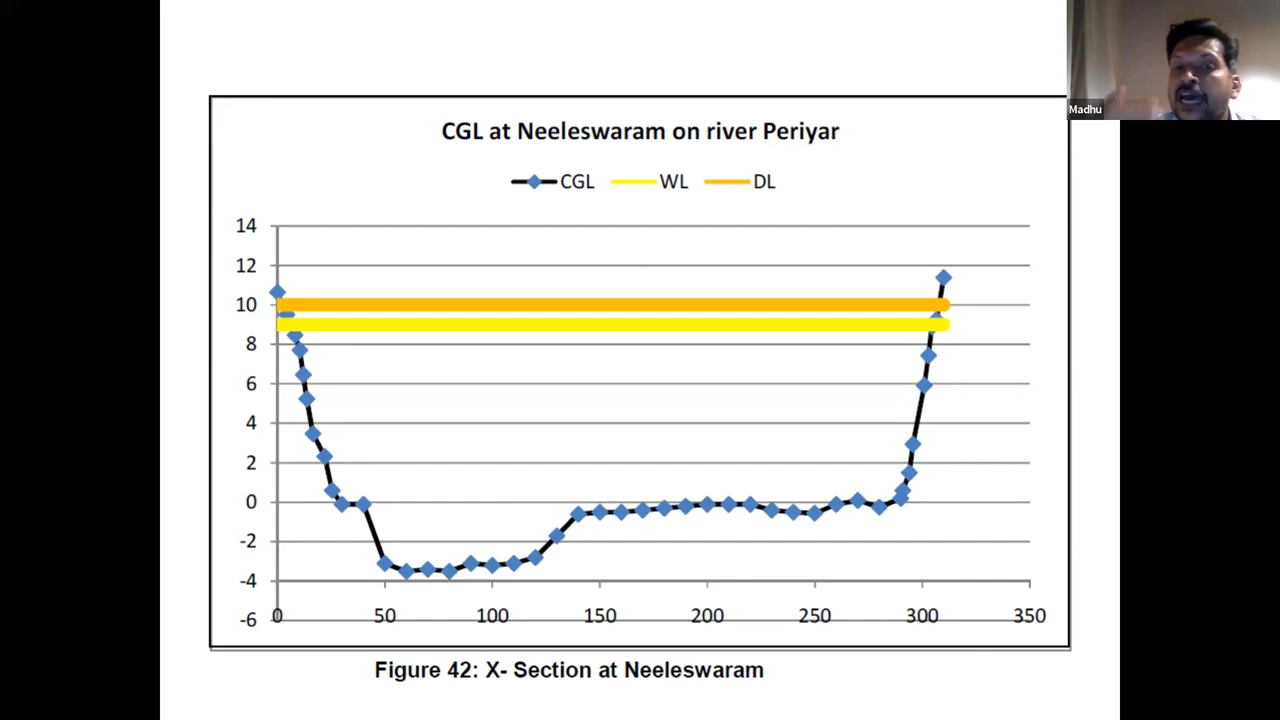 Madhu
CGL at Neeleswaram on river Periyar
CGL WL DL
14
12
10
8
6
4
2
0
-2
-4
-6
0 50 100 150 200 250 300 350
Figure 42: X- Section at Neeleswaram